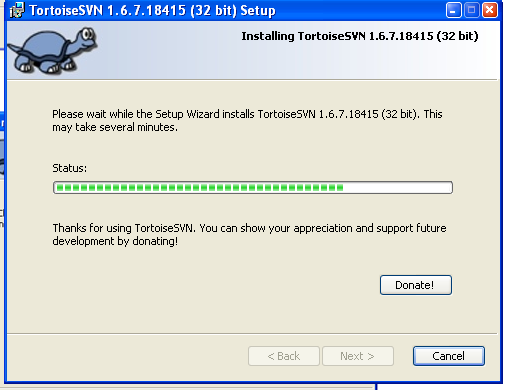 TortoiseSVN 1.6.7.18415 (32 bit) Setup
Installing TortoiseSVN 1.6.7.18415 (32 bit)
Please wait while the Setup Wizard installs TortoiseSVN 1.6.7.18415 (32 bit). This
may take several minutes.
Status:
Thanks for using TortoiseSVN. You can show your appreciation and support future
development by donating!
Donate!
< Back
Next >
Cancel